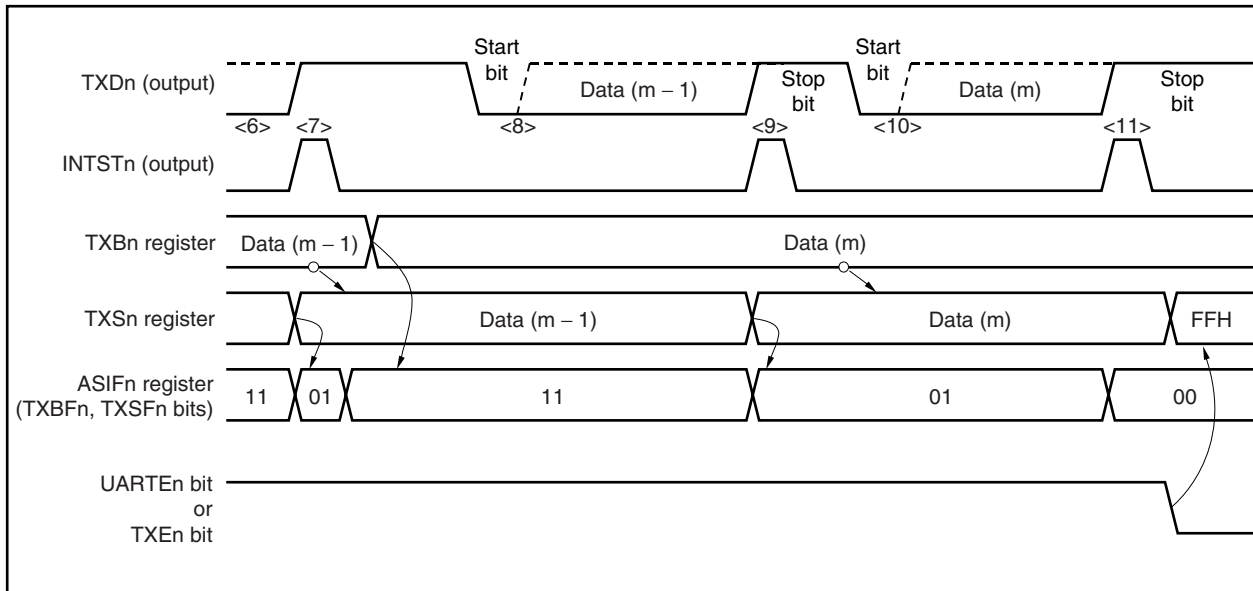 Start
bit
Start
bit
TXDn (output)
Data (m – 1)
Stop
bit
Data (m)
Stop
bit
<6> <7> <8> <9> <10> <11>
INTSTn (output)
TXBn register
Data (m – 1)
Data (m)
TXSn register
Data (m – 1)
Data (m)
FFH
ASIFn register
(TXBFn, TXSFn bits)
11
01
11
01
00
UARTEn bit
or
TXEn bit